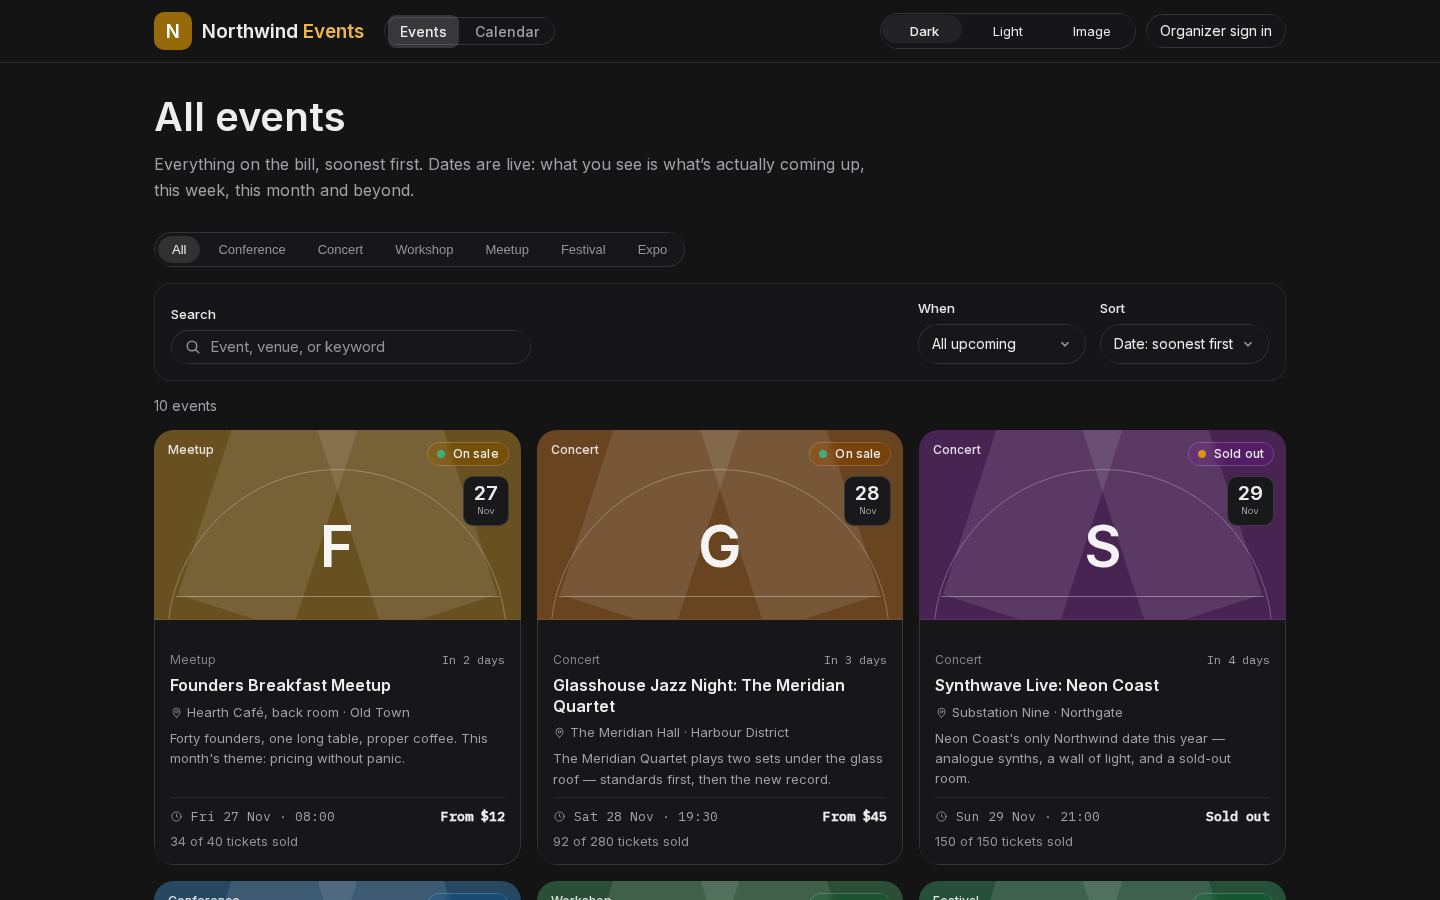 N Northwind Events Events Calendar Dark Light Image Organizer sign in
All events
Everything on the bill, soonest first. Dates are live: what you see is what’s actually coming up,
this week, this month and beyond.
All Conference Concert Workshop Meetup Festival Expo
Search
Event, venue, or keyword
When
All upcoming
Sort
Date: soonest first
10 events
Meetup
On sale
27
Nov
F
Meetup
In 2 days
Founders Breakfast Meetup
Hearth Café, back room · Old Town
Forty founders, one long table, proper coffee. This
month's theme: pricing without panic.
Fri 27 Nov · 08:00
From $12
34 of 40 tickets sold
Concert
On sale
28
Nov
G
Concert
In 3 days
Glasshouse Jazz Night: The Meridian
Quartet
The Meridian Hall · Harbour District
The Meridian Quartet plays two sets under the glass
roof — standards first, then the new record.
Sat 28 Nov · 19:30
From $45
92 of 280 tickets sold
Concert
Sold out
29
Nov
S
Concert
In 4 days
Synthwave Live: Neon Coast
Substation Nine · Northgate
Neon Coast's only Northwind date this year —
analogue synths, a wall of light, and a sold-out
room.
Sun 29 Nov · 21:00
Sold out
150 of 150 tickets sold
Conference
Workshop
Festival